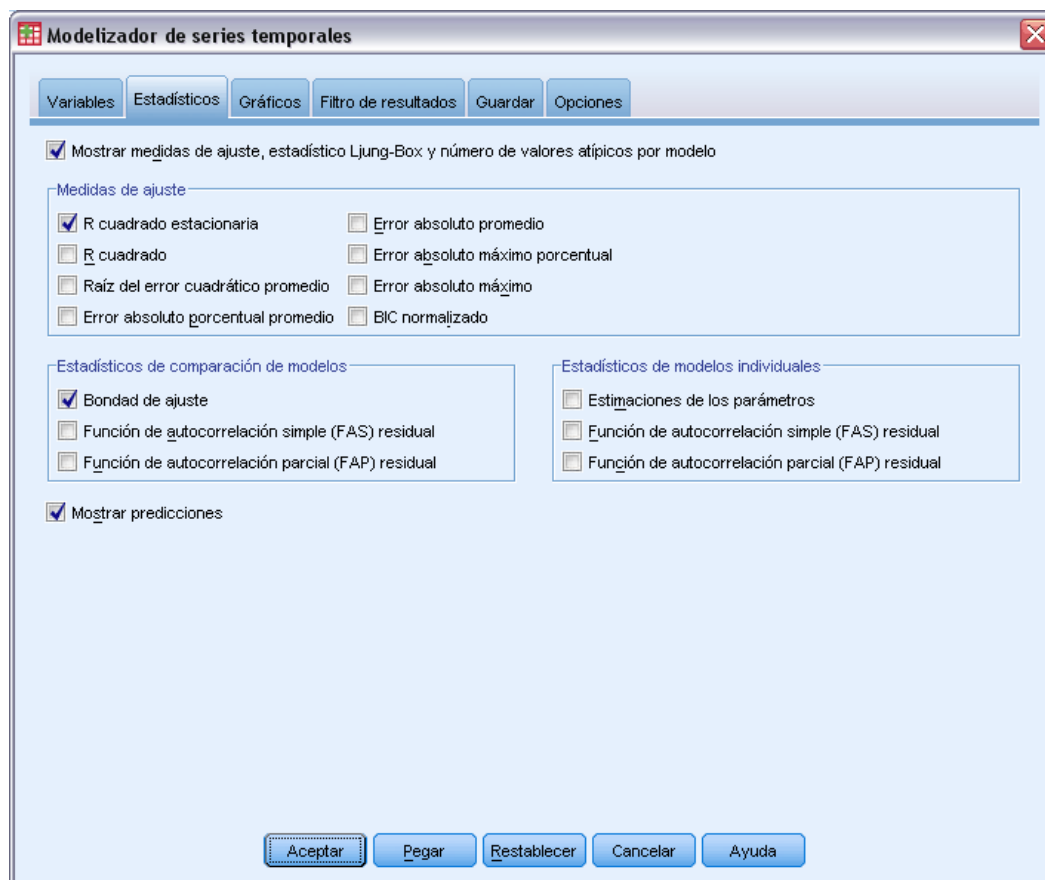 Modelizador de series temporales
Variables Estadísticos Gráficos Filtro de resultados Guardar Opciones
Mostrar medidas de ajuste, estadístico Ljung-Box y número de valores atípicos por modelo
Medidas de ajuste
R cuadrado estacionaria
Error absoluto promedio
R cuadrado
Error absoluto máximo porcentual
Raíz del error cuadrático promedio
Error absoluto máximo
Error absoluto porcentual promedio
BIC normalizado
Estadísticos de comparación de modelos
Bondad de ajuste
Función de autocorrelación simple (FAS) residual
Función de autocorrelación parcial (FAP) residual
Estadísticos de modelos individuales
Estimaciones de los parámetros
Función de autocorrelación simple (FAS) residual
Función de autocorrelación parcial (FAP) residual
Mostrar predicciones
Aceptar Pegar Restablecer Cancelar Ayuda